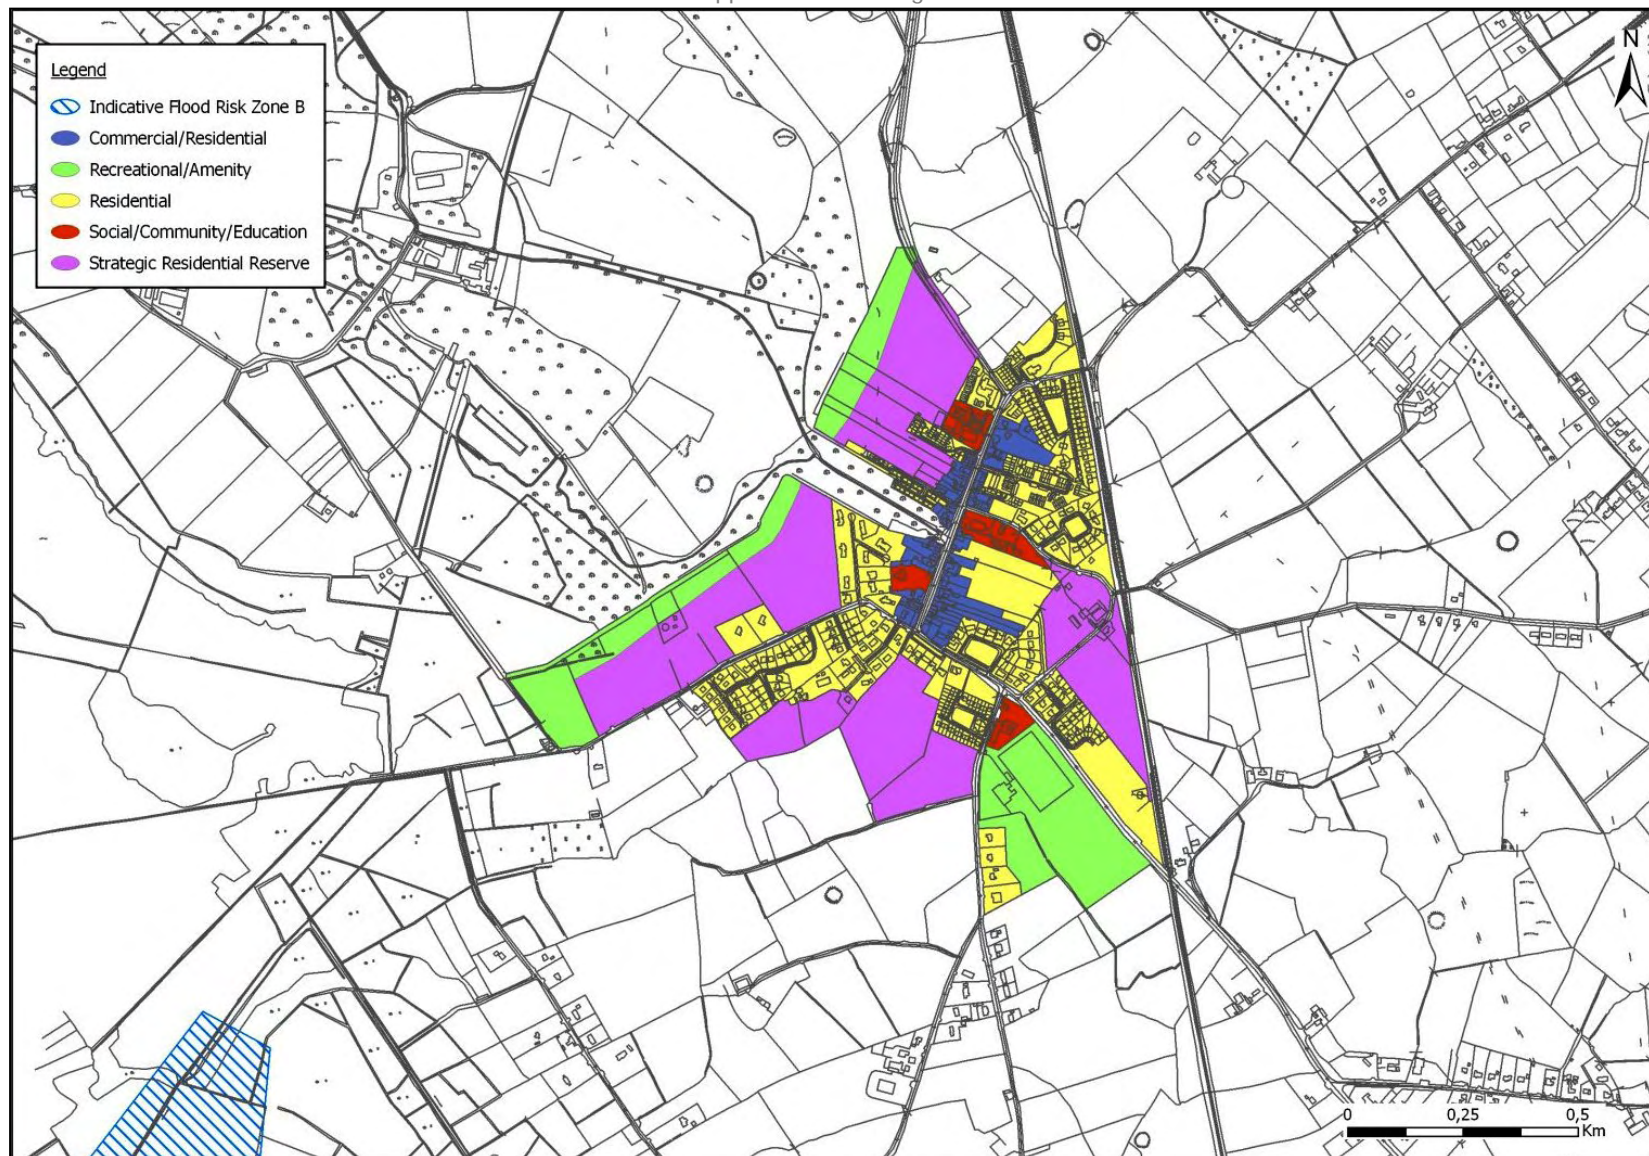 N
Legend
Indicative Flood Risk Zone B
Commercial/Residential
Recreational/Amenity
Residential
Social/Community/Education
Strategic Residential Reserve
0 0,25 0,5
Km